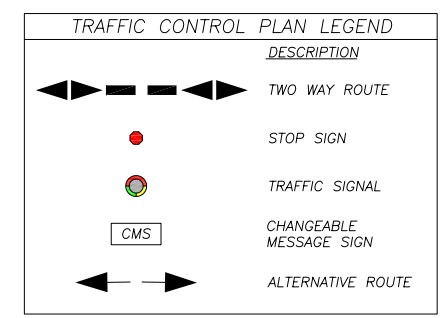 TRAFFIC CONTROL PLAN LEGEND
DESCRIPTION
TWO WAY ROUTE
STOP SIGN
TRAFFIC SIGNAL
CMS
CHANGEABLE
MESSAGE SIGN
ALTERNATIVE ROUTE